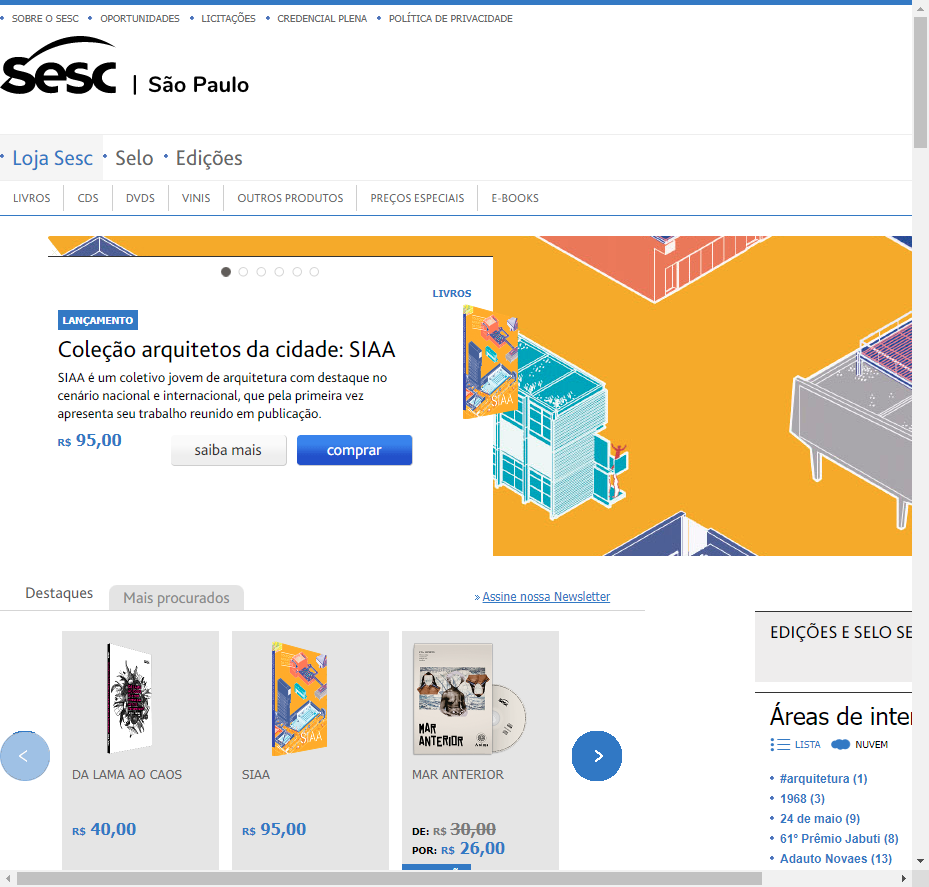 SOBRE O SESC OPORTUNIDADES LICITAÇÕES CREDENCIAL PLENA POLÍTICA DE PRIVACIDADE
Sesc | São Paulo
Loja Sesc Selo Edições
LIVROS CDS DVDS VINIS OUTROS PRODUTOS PREÇOS ESPECIAIS E-BOOKS
LIVROS
LANÇAMENTO
Coleção arquitetos da cidade: SIAA
SIAA é um coletivo jovem de arquitetura com destaque no
cenário nacional e internacional, que pela primeira vez
apresenta seu trabalho reunido em publicação.
R$ 95,00
saiba mais comprar
SIAA
Destaques Mais procurados
» Assine nossa Newsletter
SIAA
MAR
ANTERIOR
DA LAMA AO CAOS
R$ 40,00
SIAA
R$ 95,00
MAR ANTERIOR
DE: R$ 30,00
POR: R$ 26,00
EDIÇÕES E SELO SE
Áreas de inter
LISTA NUVEM
#arquitetura (1)
1968 (3)
24 de maio (9)
61º Prêmio Jabuti (8)
Adauto Novaes (13)